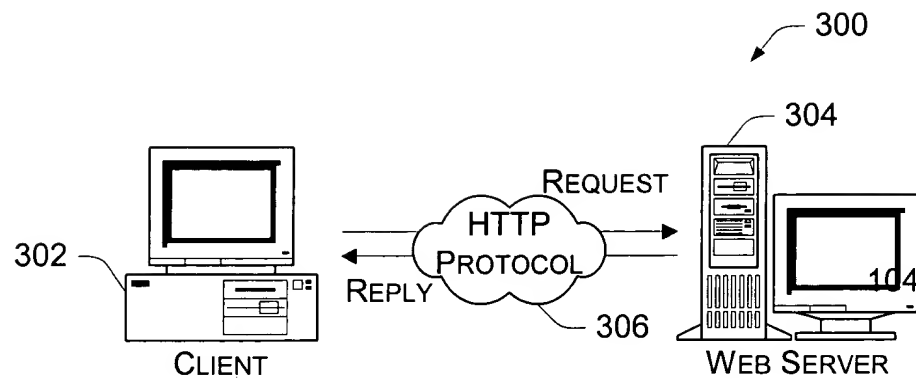 300
304
REQUEST
HTTP
302
PROTOCOL
104
REPLY
306
CLIENT
WEB SERVER